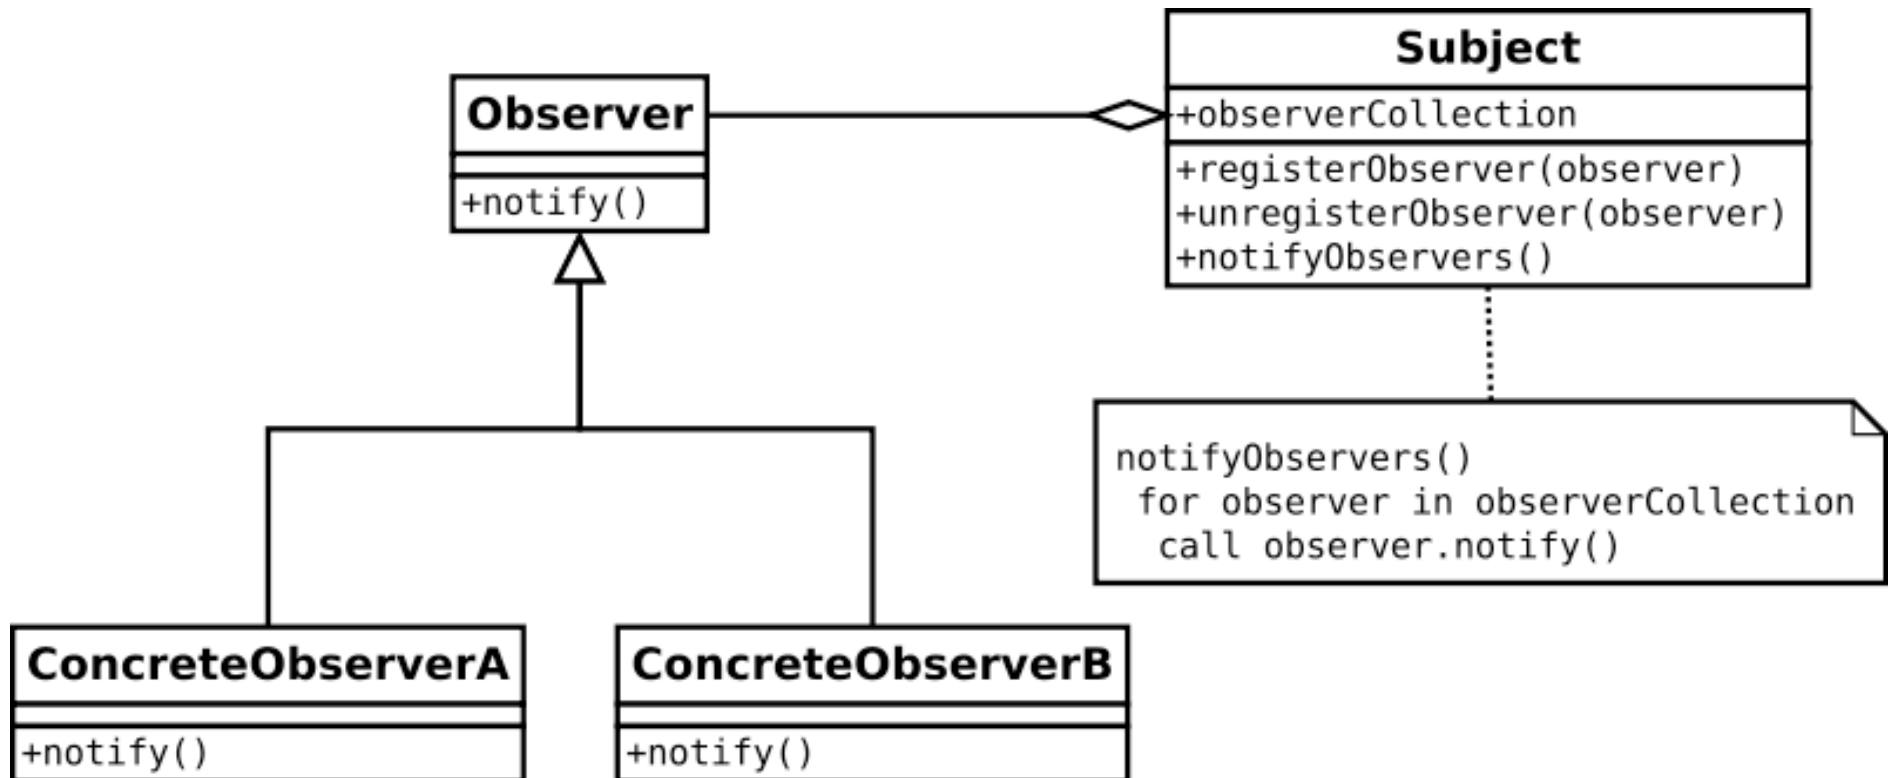 Subject
+observerCollection
+registerObserver(observer)
+unregisterObserver(observer)
+notifyObservers()
Observer
+notify()
notifyObservers()
for observer in observerCollection
call observer.notify()
ConcreteObserverA
+notify()
ConcreteObserverB
+notify()